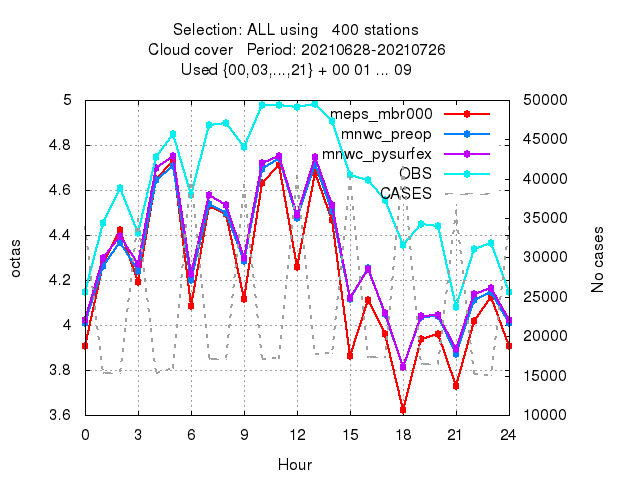 Selection: ALL using   400 stations
Cloud cover   Period: 20210628-20210726
Used {00,03,...,21} + 00 01 ... 09
5
4.8
4.6
4.4
4.2
4
3.8
3.6
50000
45000
40000
35000
30000
25000
20000
15000
10000
meps_mbr000
mnwc_preop
mnwc_pysurfex
OBS
CASES
octas
No cases
0 3 6 9 12 15 18 21 24
Hour